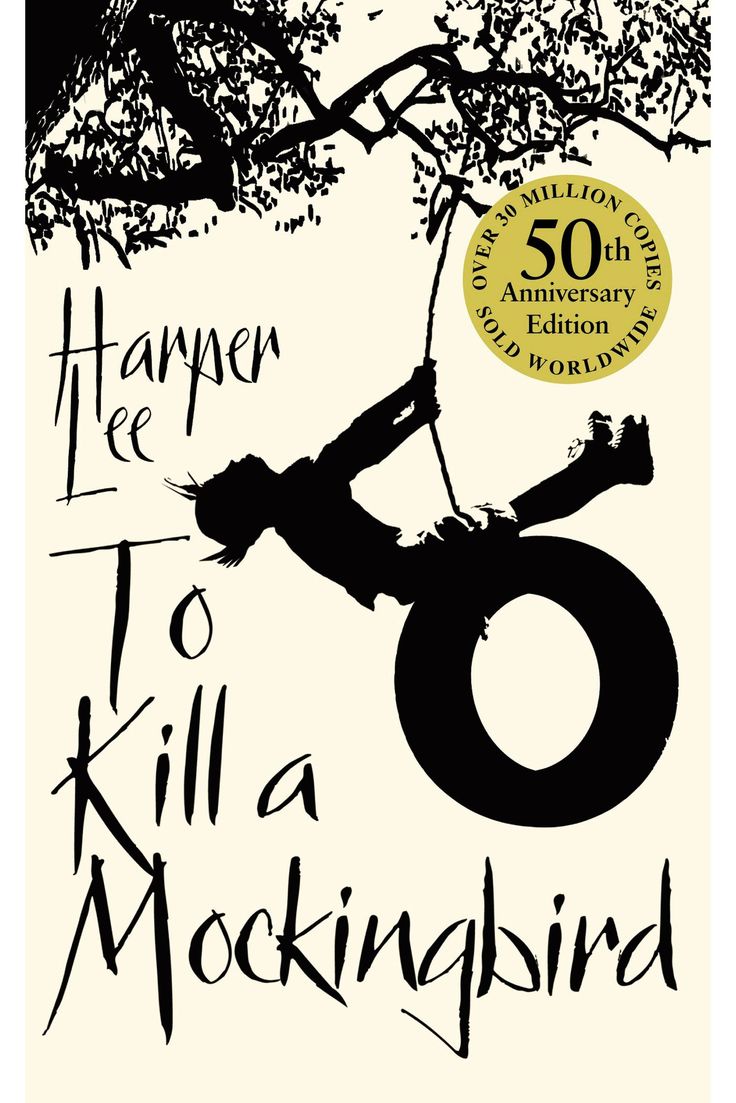 OVER 30 MILLION COPIES
50th
Anniversary
Edition
SOLD WORLDWIDE
Harper
Lee
To
Kill a
Mockingbird